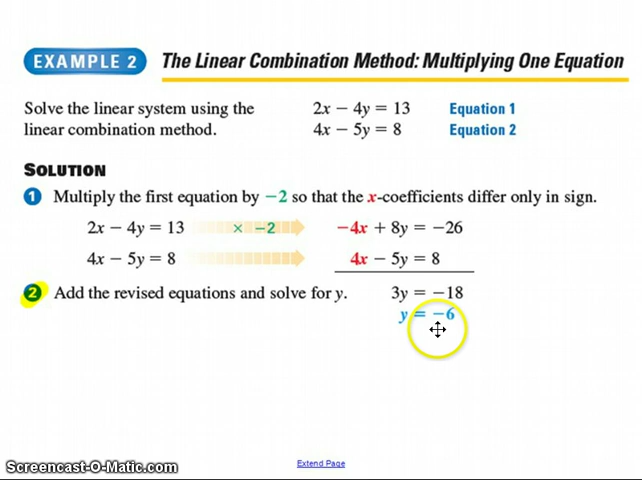 EXAMPLE 2 The Linear Combination Method: Multiplying One Equation
Solve the linear system using the 2x − 4y = 13 Equation 1
linear combination method. 4x − 5y = 8 Equation 2
SOLUTION
1 Multiply the first equation by −2 so that the x-coefficients differ only in sign.
2x − 4y = 13 × −2 −4x + 8y = −26
4x − 5y = 8 4x − 5y = 8
2 Add the revised equations and solve for y. 3y = −18
y = −6
Extend Page
Screencast-O-Matic.com